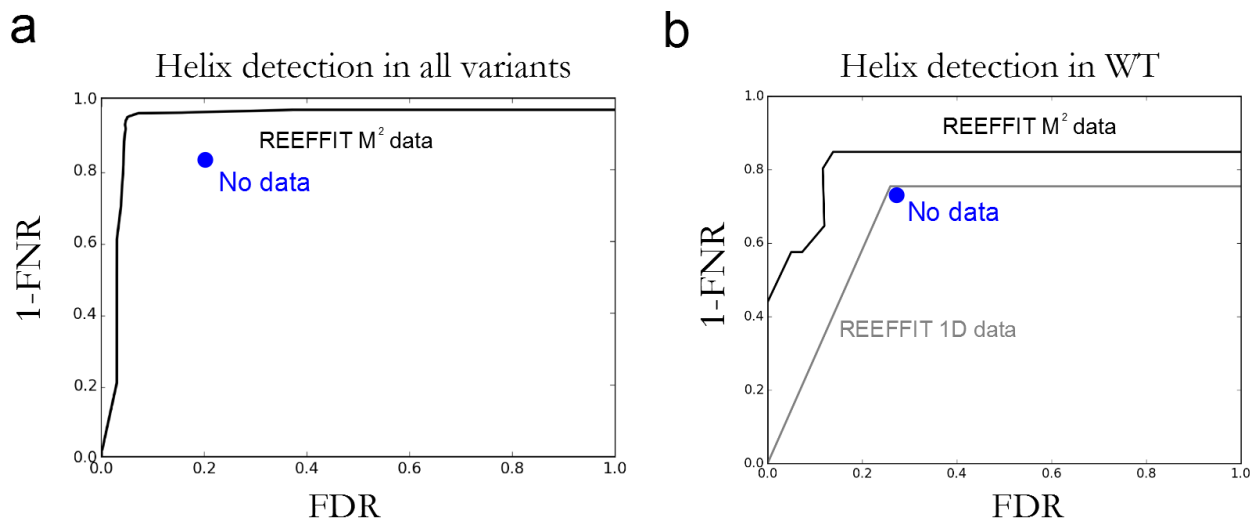 a
Helix detection in all variants
1.0
0.8
0.6
0.4
0.2
0.0
REEFFIT M² data
No data
1-FNR
0.0 0.2 0.4 0.6 0.8 1.0
FDR
b
Helix detection in WT
1.0
0.8
0.6
0.4
0.2
0.0
REEFFIT M² data
No data
REEFFIT 1D data
1-FNR
0.0 0.2 0.4 0.6 0.8 1.0
FDR